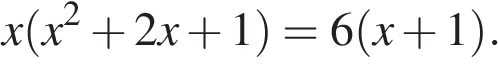 x(x² + 2x + 1) = 6(x + 1).